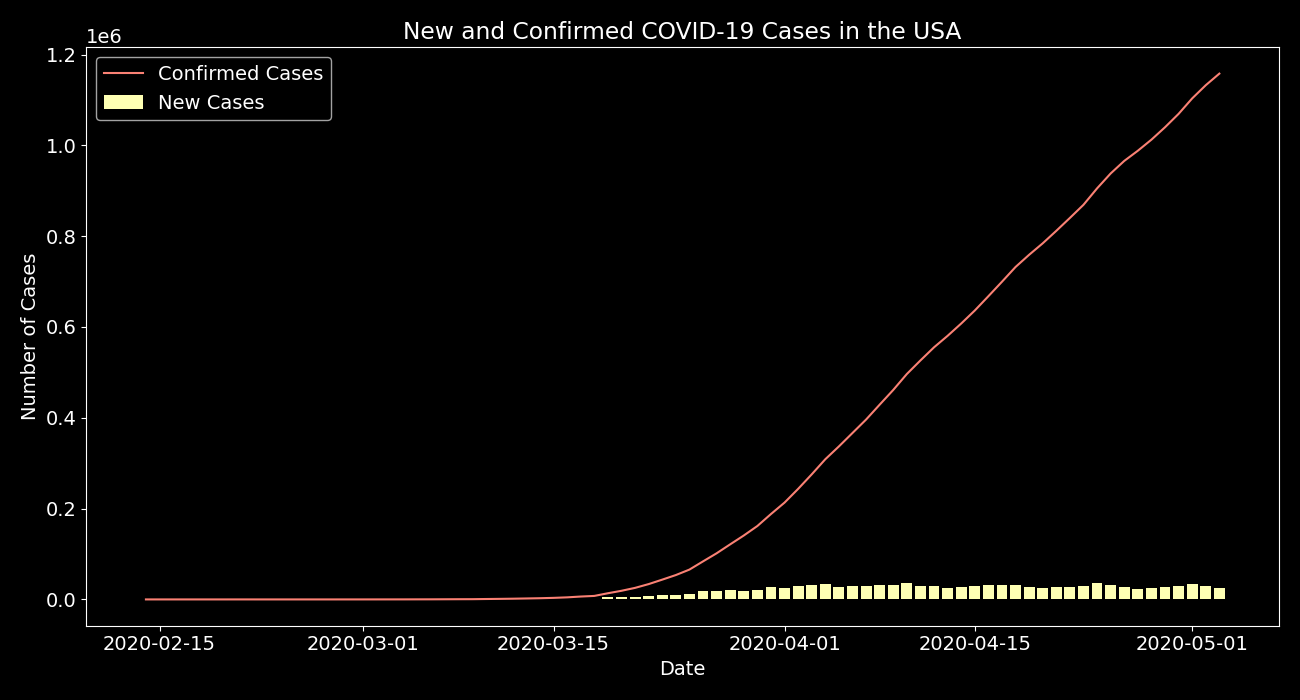 New and Confirmed COVID-19 Cases in the USA
1e6
Confirmed Cases
New Cases
1.2
1.0
0.8
0.6
0.4
0.2
0.0
Number of Cases
2020-02-15 2020-03-01 2020-03-15 2020-04-01 2020-04-15 2020-05-01
Date